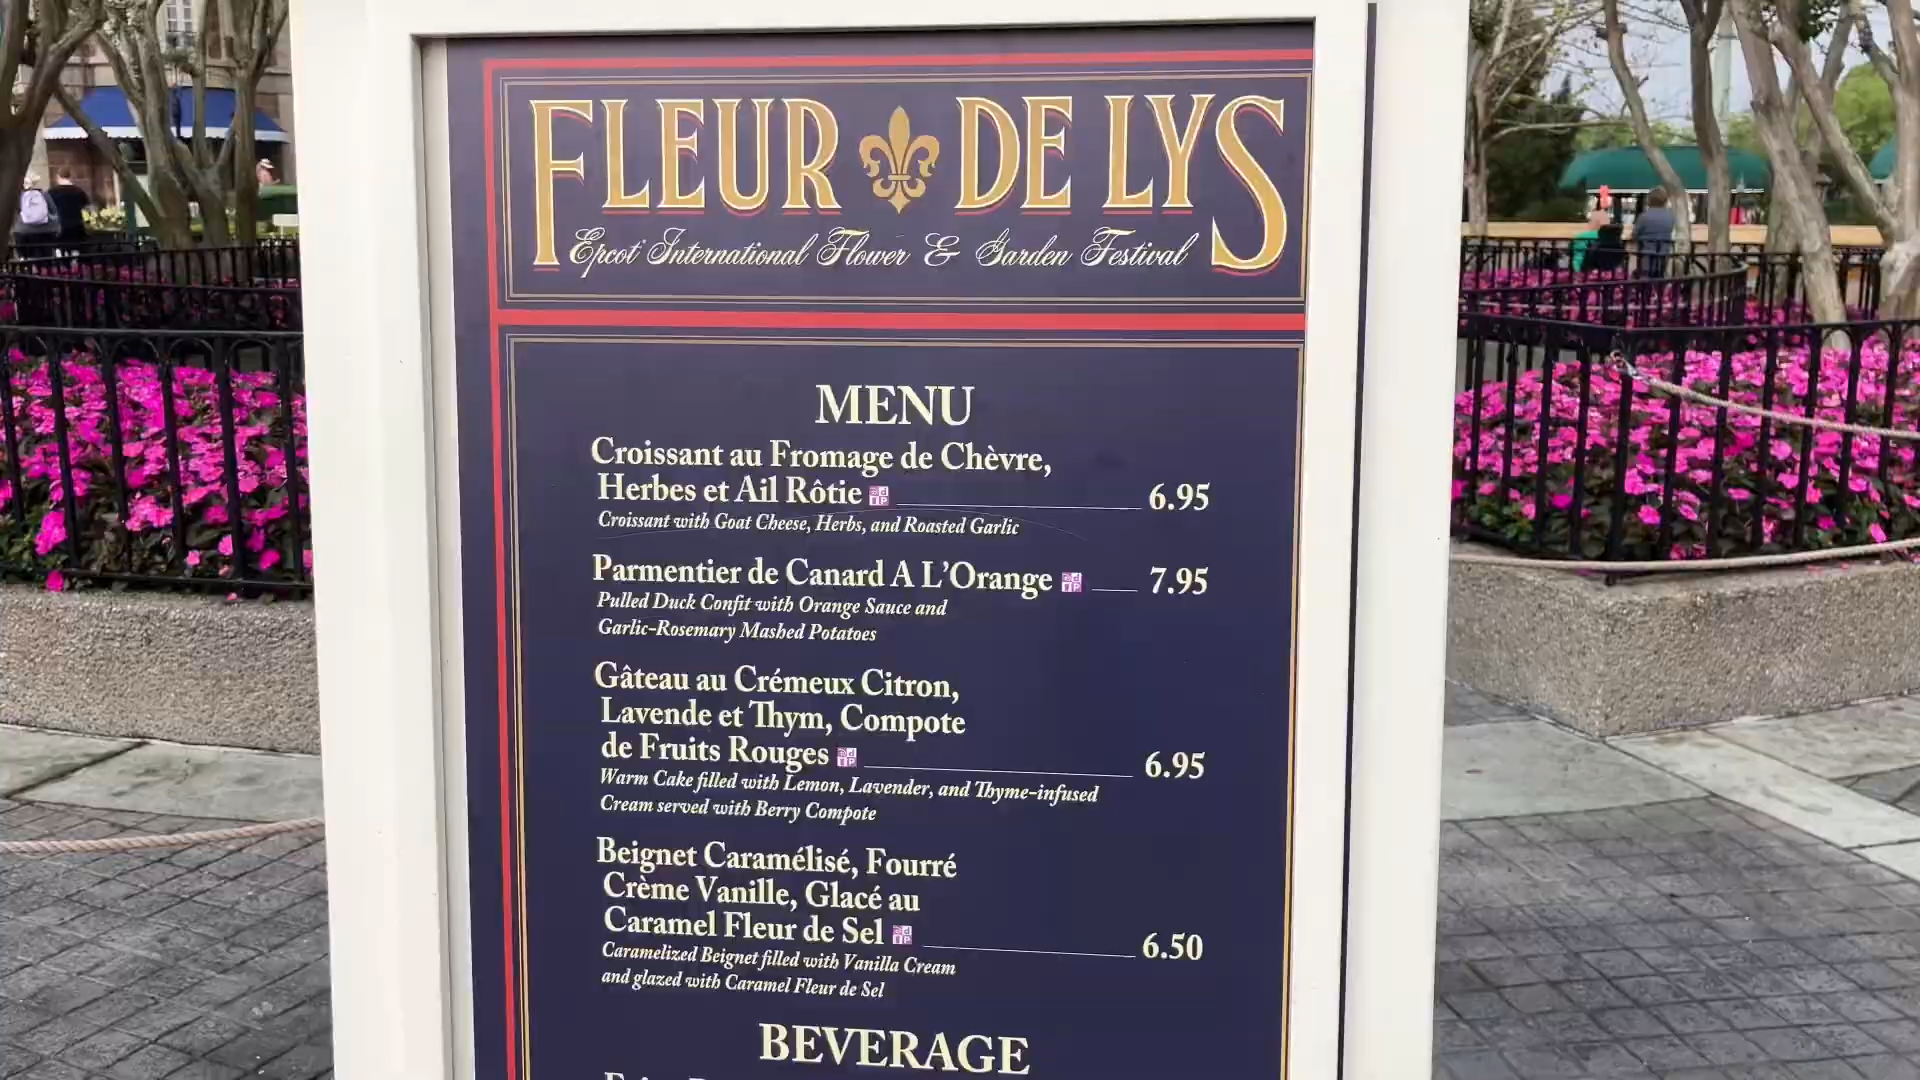 FLEUR DE LYS
Epcot International Flower & Garden Festival
MENU
Croissant au Fromage de Chèvre,
Herbes et Ail Rôtie 6.95
Croissant with Goat Cheese, Herbs, and Roasted Garlic
Parmentier de Canard A L'Orange 7.95
Pulled Duck Confit with Orange Sauce and
Garlic-Rosemary Mashed Potatoes
Gâteau au Crémeux Citron,
Lavende et Thym, Compote
de Fruits Rouges 6.95
Warm Cake filled with Lemon, Lavender, and Thyme-infused
Cream served with Berry Compote
Beignet Caramélisé, Fourré
Crème Vanille, Glacé au
Caramel Fleur de Sel 6.50
Caramelized Beignet filled with Vanilla Cream
and glazed with Caramel Fleur de Sel
BEVERAGE